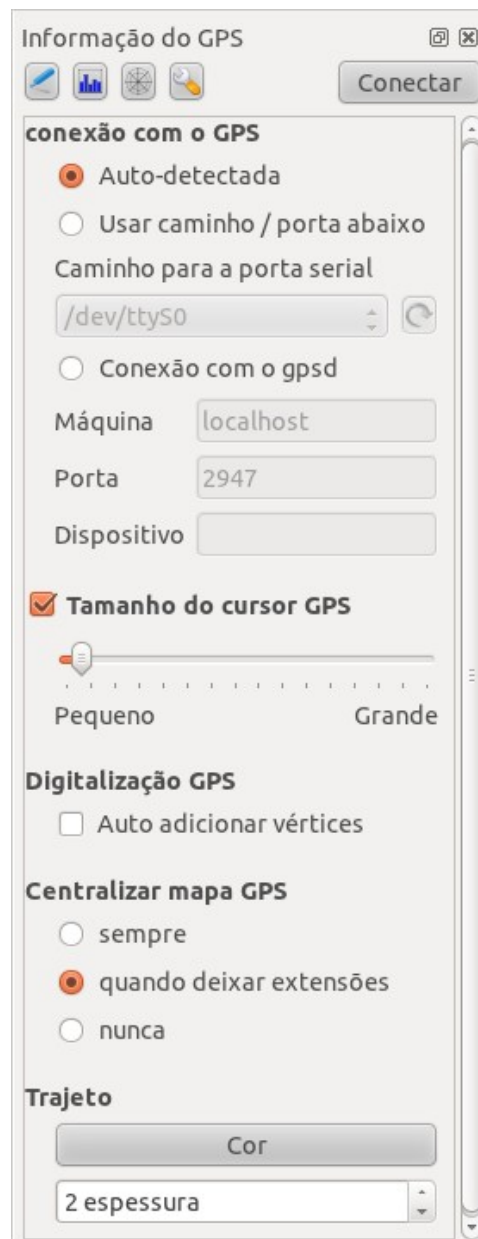 Informação do GPS
Conectar
conexão com o GPS
Auto-detectada
Usar caminho / porta abaixo
Caminho para a porta serial
/dev/ttyS0
Conexão com o gpsd
Máquina localhost
Porta 2947
Dispositivo
Tamanho do cursor GPS
Pequeno Grande
Digitalização GPS
Auto adicionar vértices
Centralizar mapa GPS
sempre
quando deixar extensões
nunca
Trajeto
Cor
2 espessura